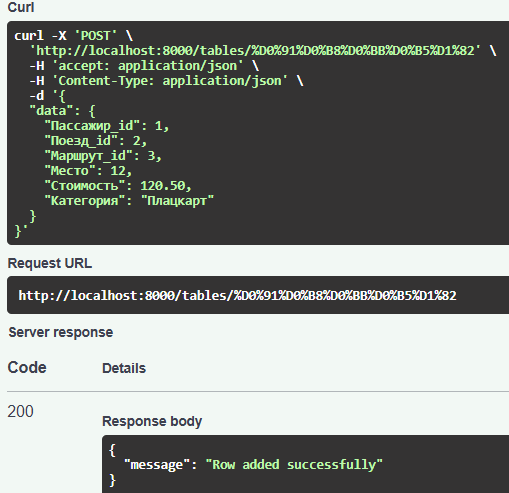 Curl
curl -X 'POST' \
  'http://localhost:8000/tables/%D0%91%D0%B8%D0%BB%D0%B5%D1%82' \
  -H 'accept: application/json' \
  -H 'Content-Type: application/json' \
  -d '{
  "data": {
    "Пассажир_id": 1,
    "Поезд_id": 2,
    "Маршрут_id": 3,
    "Место": 12,
    "Стоимость": 120.50,
    "Категория": "Плацкарт"
  }
}'
Request URL
http://localhost:8000/tables/%D0%91%D0%B8%D0%BB%D0%B5%D1%82
Server response
Code Details
200
Response body
{
  "message": "Row added successfully"
}